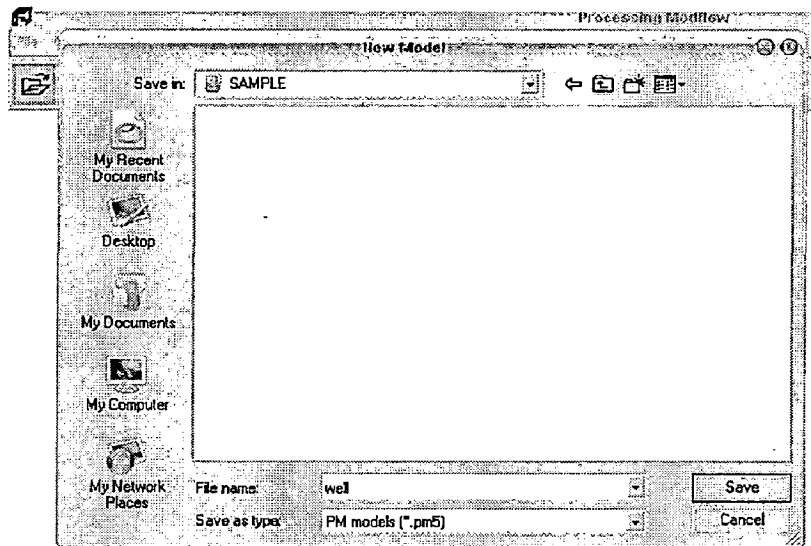 Processing Modflow
File
New Model
Save in:
SAMPLE
My Recent
Documents
Desktop
My Documents
My Computer
My Network
Places
File name:
well
Save
Save as type:
PM models (*.pm5)
Cancel